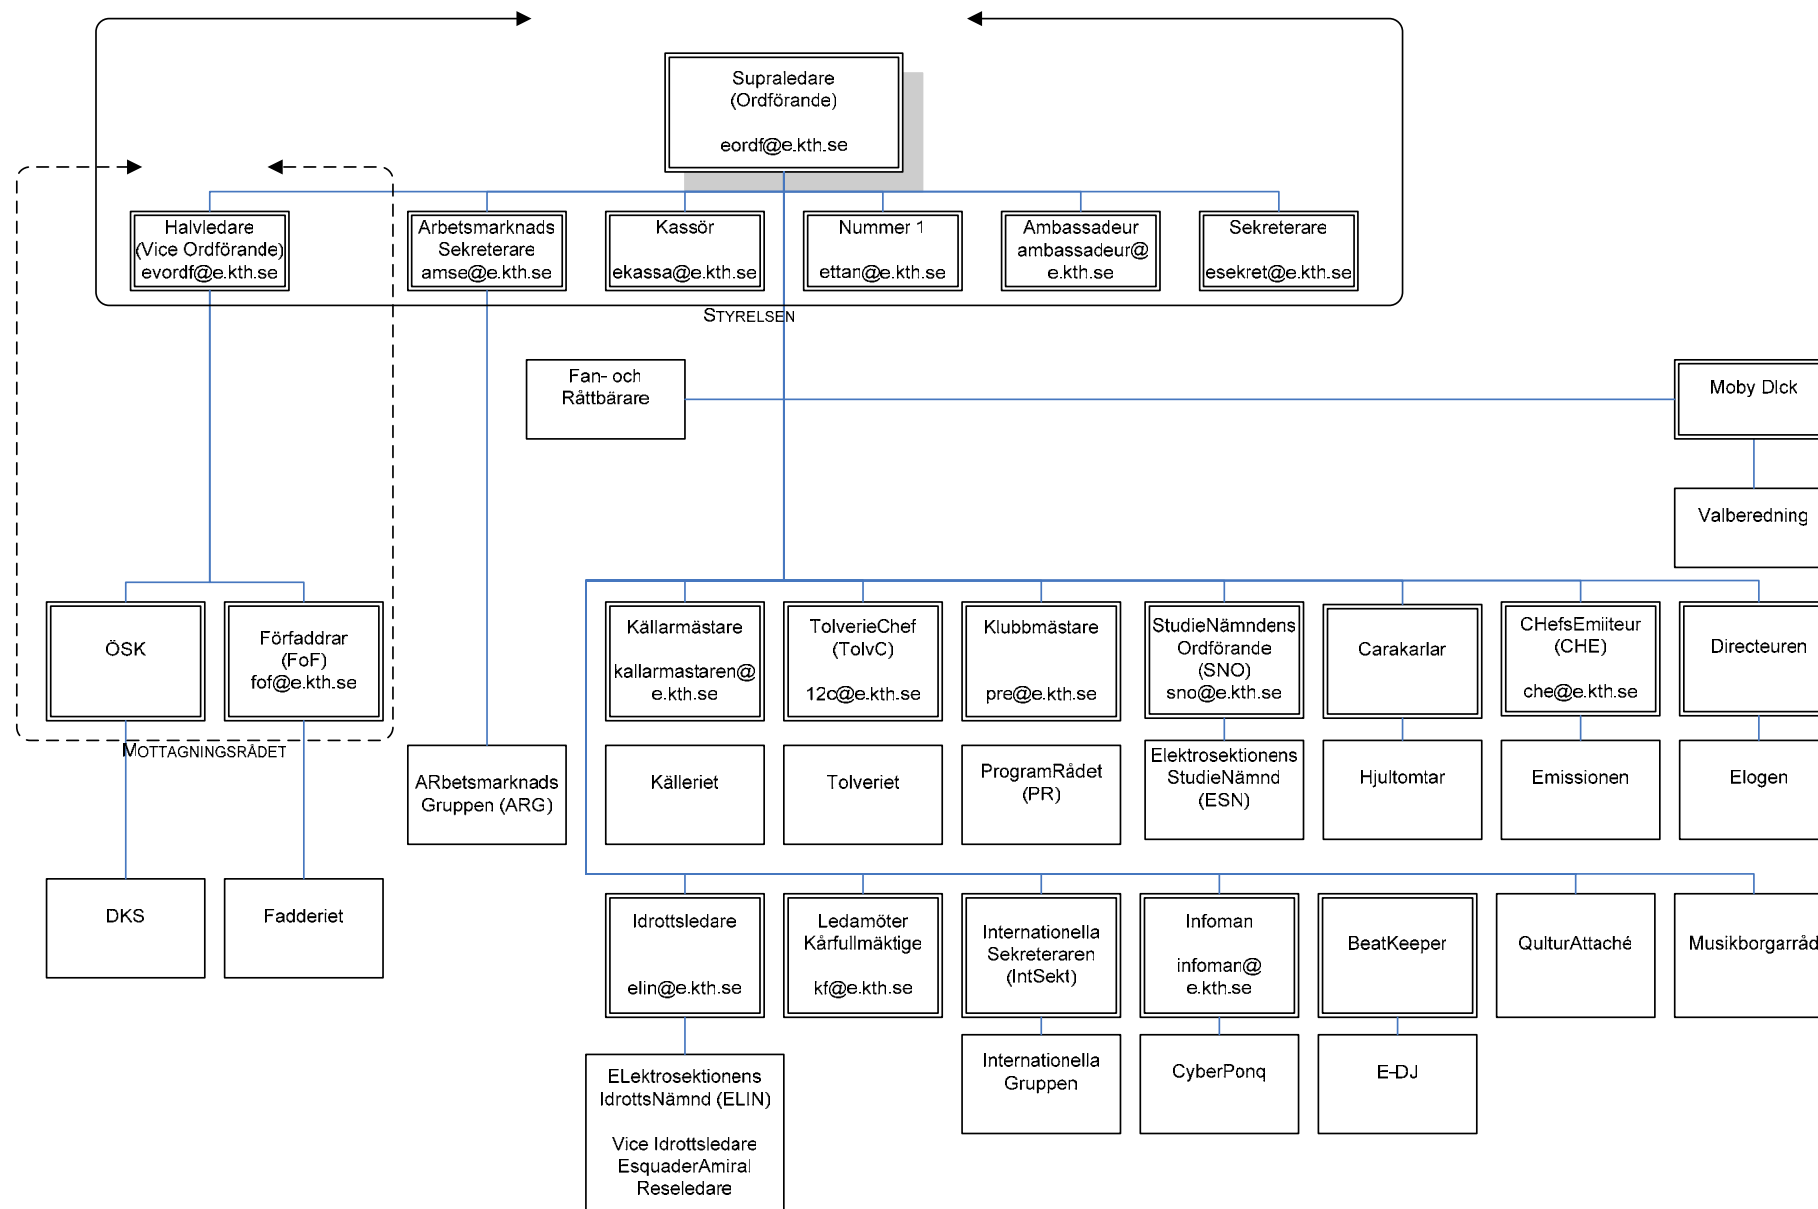 Supraledare
(Ordförande)
eordf@e.kth.se
Halvledare
(Vice Ordförande)
evordf@e.kth.se
Arbetsmarknads
Sekreterare
amse@e.kth.se
Kassör
ekassa@e.kth.se
Nummer 1
ettan@e.kth.se
Ambassadeur
ambassadeur@
e.kth.se
Sekreterare
esekret@e.kth.se
STYRELSEN
Fan- och
Råttbärare
Moby DIck
Valberedning
ÖSK
Förfaddrar
(FoF)
fof@e.kth.se
Källarmästare
kallarmastaren@
e.kth.se
TolverieChef
(TolvC)
12c@e.kth.se
Klubbmästare
pre@e.kth.se
StudieNämndens
Ordförande
(SNO)
sno@e.kth.se
Carakarlar
CHefsEmiiteur
(CHE)
che@e.kth.se
Directeuren
MOTTAGNINGSRÅDET
ARbetsmarknads
Gruppen (ARG)
Källeriet
Tolveriet
ProgramRådet
(PR)
Elektrosektionens
StudieNämnd
(ESN)
Hjultomtar
Emissionen
Elogen
DKS
Fadderiet
Idrottsledare
elin@e.kth.se
Ledamöter
Kårfullmäktige
kf@e.kth.se
Internationella
Sekreteraren
(IntSekt)
Infoman
infoman@
e.kth.se
BeatKeeper
QulturAttaché
Musikborgarråd
ELektrosektionens
IdrottsNämnd (ELIN)
Vice Idrottsledare
EsquaderAmiral
Reseledare
Internationella
Gruppen
CyberPonq
E-DJ